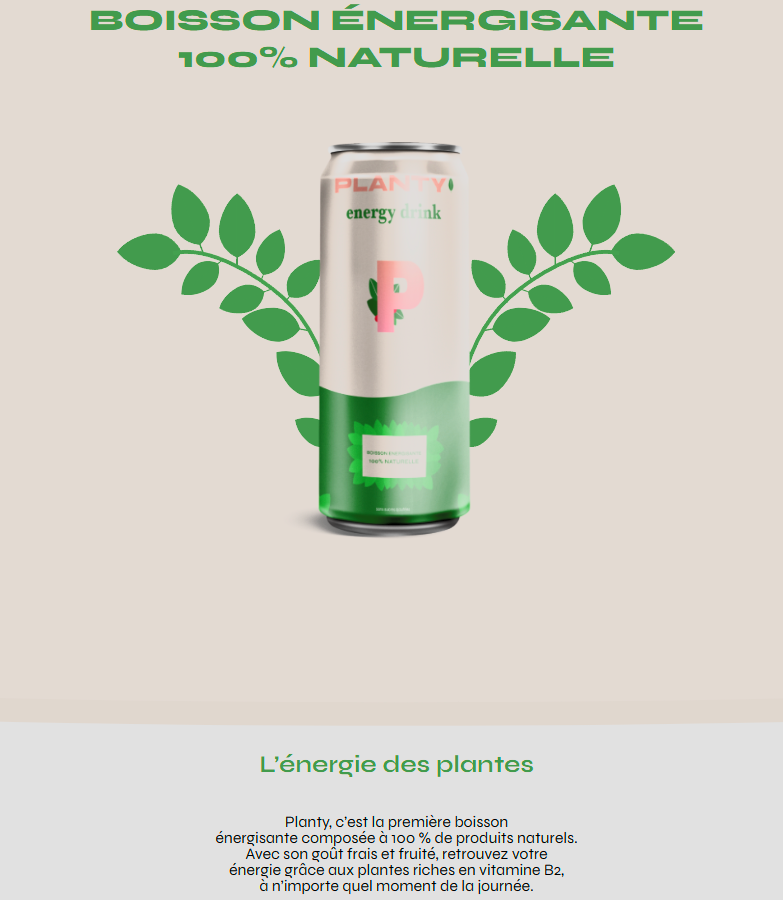 BOISSON ÉNERGISANTE
100% NATURELLE
PLANTY
energy drink
P
BOISSON ÉNERGISANTE
100% NATURELLE
L'énergie des plantes
Planty, c'est la première boisson
énergisante composée à 100 % de produits naturels.
Avec son goût frais et fruité, retrouvez votre
énergie grâce aux plantes riches en vitamine B2,
à n'importe quel moment de la journée.